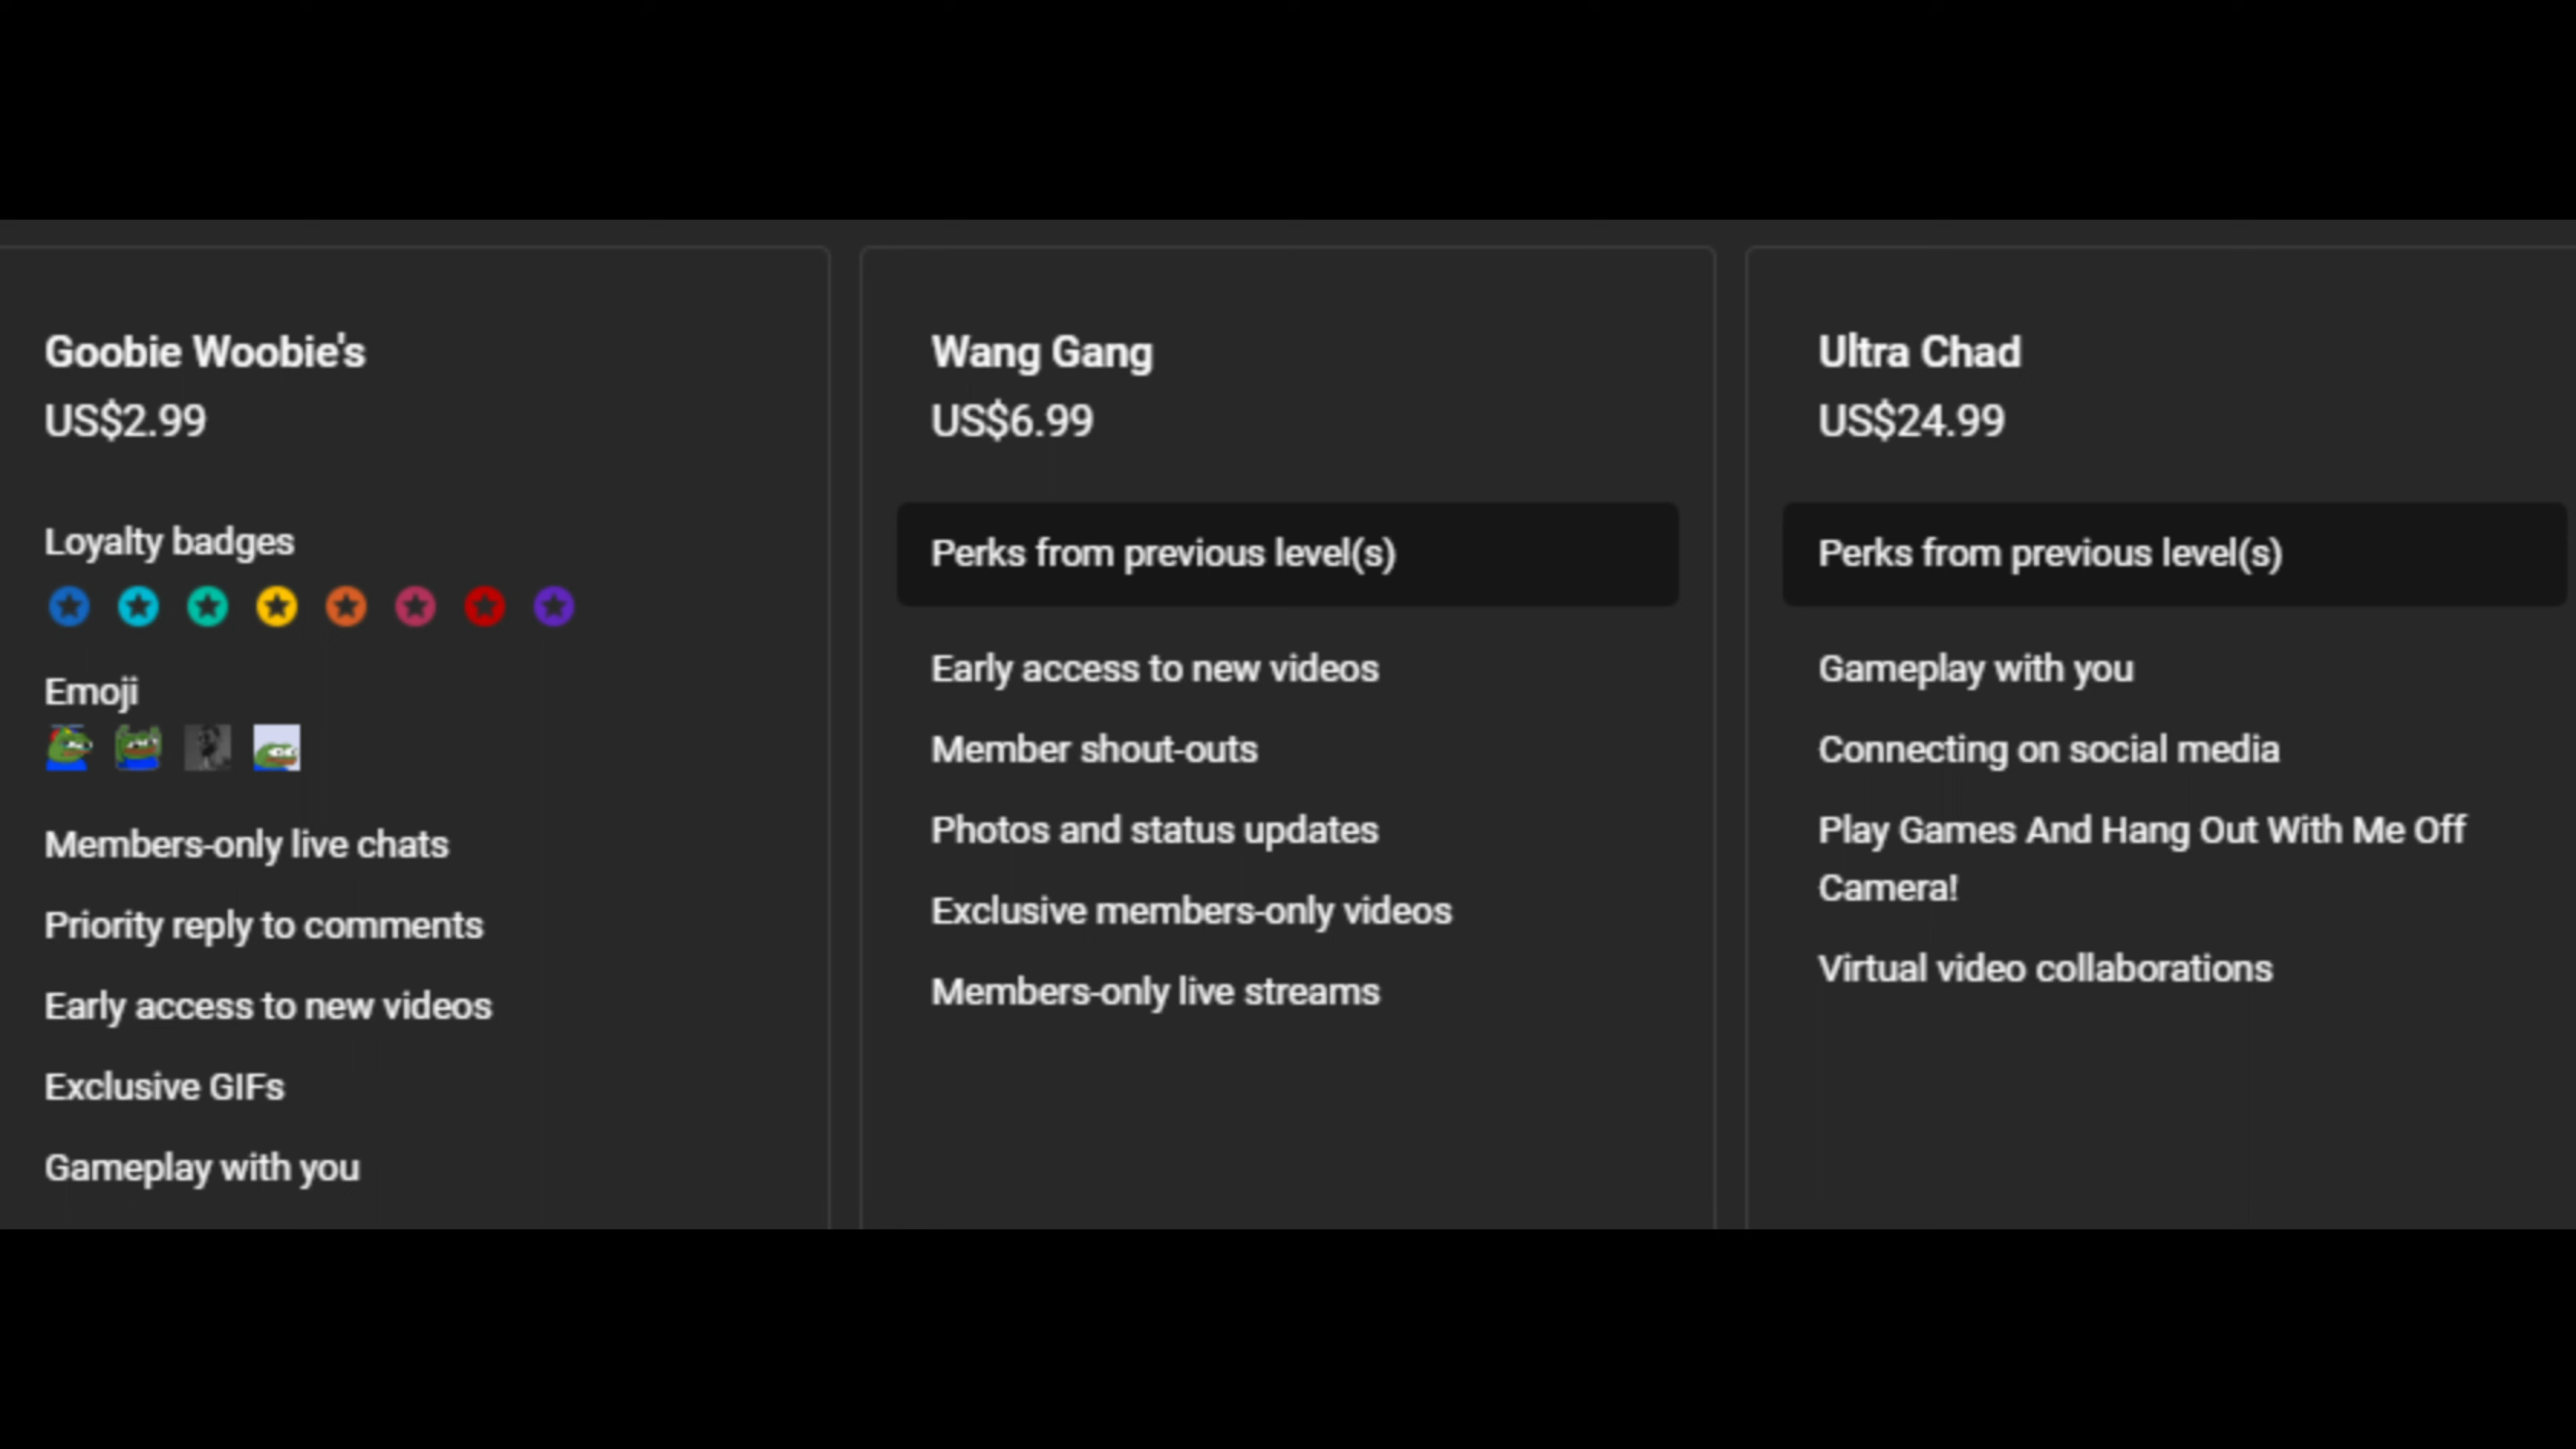 Goobie Woobie's
US$2.99
Loyalty badges
Emoji
Members-only live chats
Priority reply to comments
Early access to new videos
Exclusive GIFs
Gameplay with you
Wang Gang
US$6.99
Perks from previous level(s)
Early access to new videos
Member shout-outs
Photos and status updates
Exclusive members-only videos
Members-only live streams
Ultra Chad
US$24.99
Perks from previous level(s)
Gameplay with you
Connecting on social media
Play Games And Hang Out With Me Off
Camera!
Virtual video collaborations